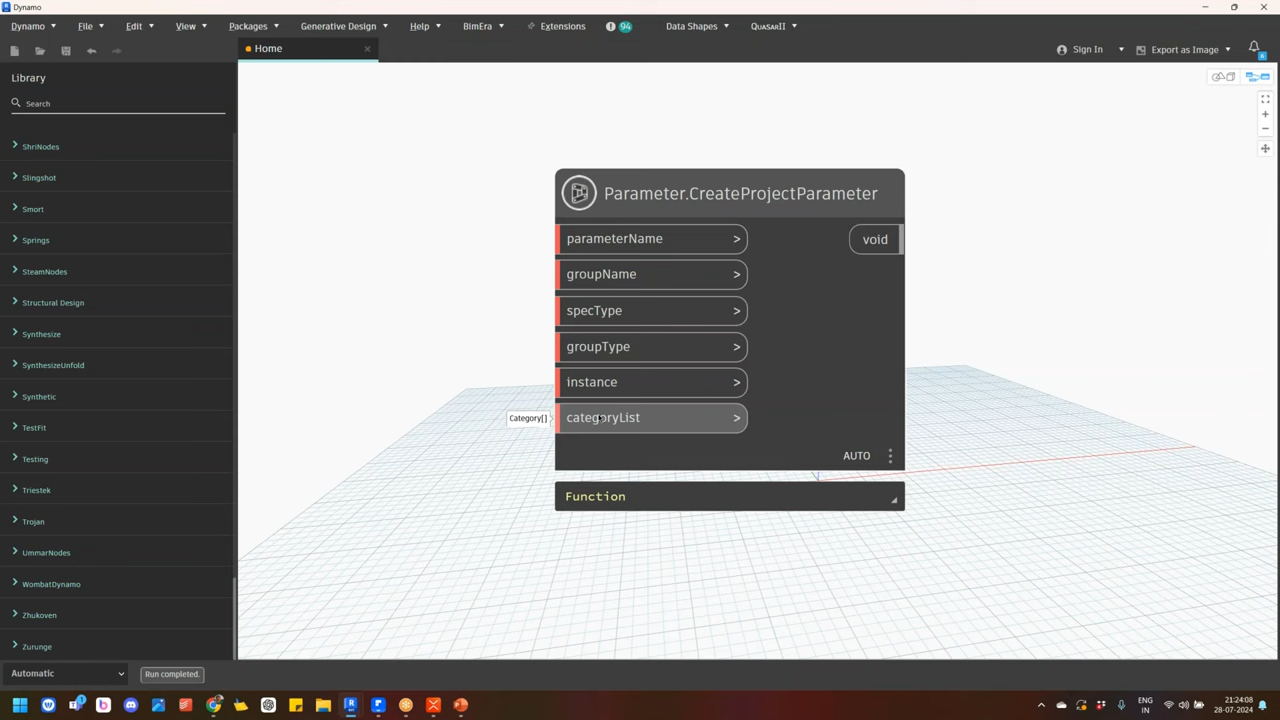 Dynamo
Dynamo File Edit View Packages Generative Design Help BimEra Extensions 94 Data Shapes QUASARII
Home
Sign In Export as Image
6
Library
Search
ShriNodes
Slingshot
Smort
Springs
SteamNodes
Structural Design
Synthesize
SynthesizeUnfold
Synthetic
TestFit
Testing
Triestek
Trojan
UmmarNodes
WombatDynamo
Zhukoven
Zurunge
Parameter.CreateProjectParameter
parameterName > void
groupName >
specType >
groupType >
instance >
Category[] categoryList >
AUTO
Function
Automatic Run completed.
ENG 21:24:08
IN 28-07-2024